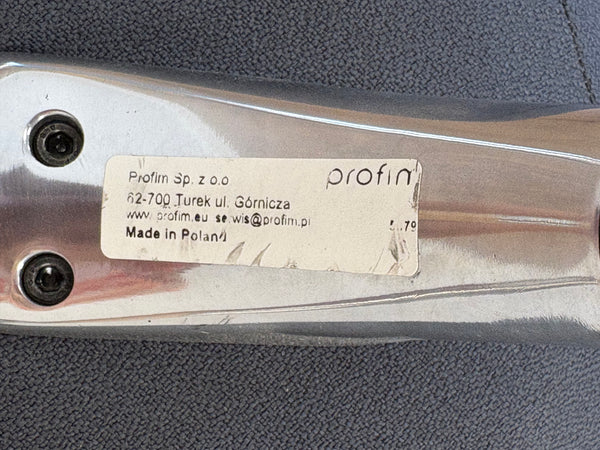 Profim Sp. z o.o
profim
62-700 Turek ul. Górnicza
www.profim.eu serwis@profim.pl
Made in Poland